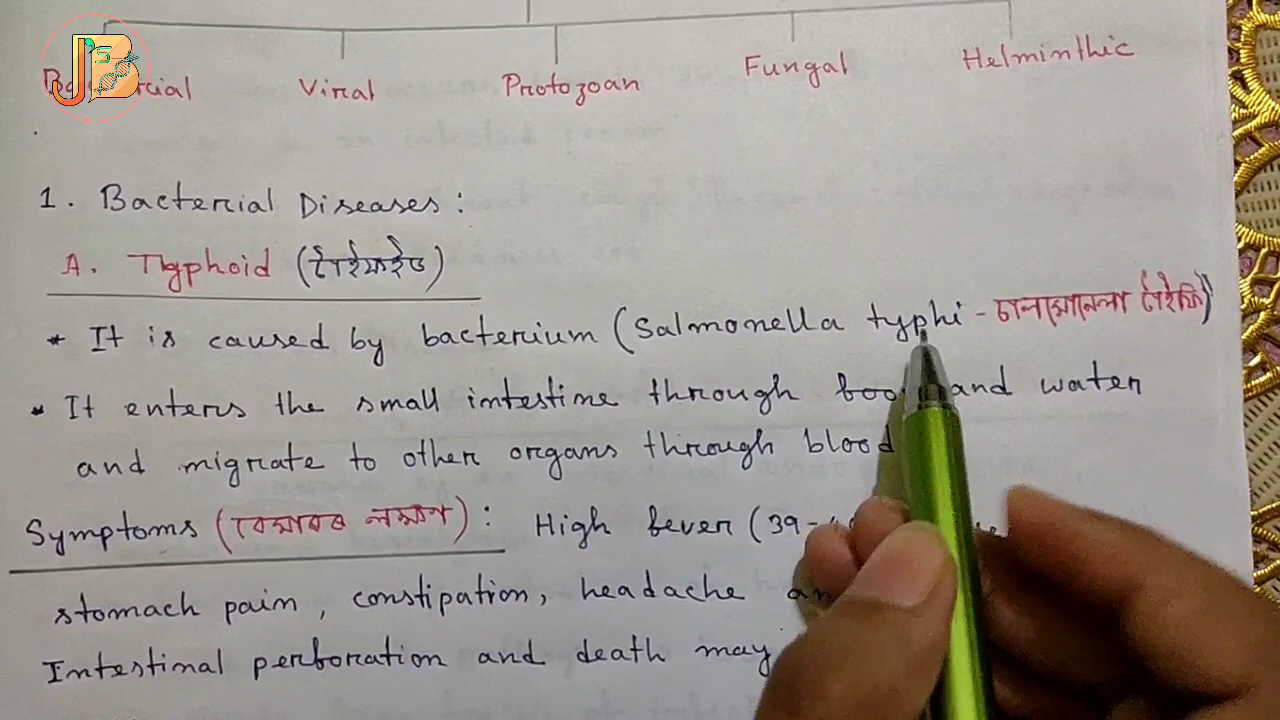 Viral Protozoan Fungal Helminthic
1. Bacterial Diseases:
A. Typhoid (টাইফাইড)
* It is caused by bacterium (Salmonella typhi - চালমোনেলা টাইফি)
* It enters the small intestine through and water
and migrate to other organs through blood
Symptoms (বেমাৰৰ লক্ষণ): High fever (39-
stomach pain, constipation, headache
Intestinal perforation and death may